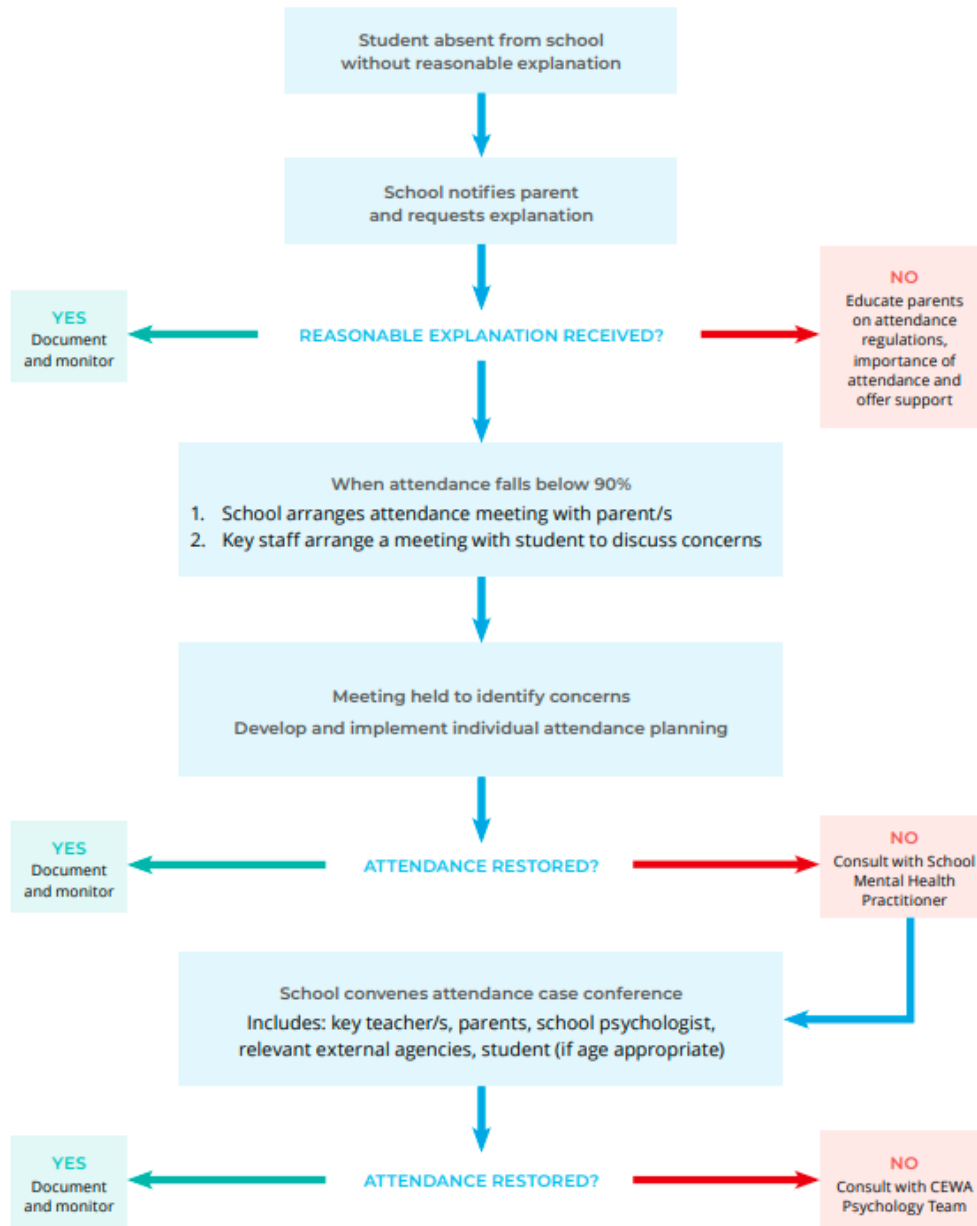 Student absent from school
without reasonable explanation
School notifies parent
and requests explanation
YES
Document
and monitor
REASONABLE EXPLANATION RECEIVED?
NO
Educate parents
on attendance
regulations,
importance of
attendance and
offer support
When attendance falls below 90%
1. School arranges attendance meeting with parent/s
2. Key staff arrange a meeting with student to discuss concerns
Meeting held to identify concerns
Develop and implement individual attendance planning
YES
Document
and monitor
ATTENDANCE RESTORED?
NO
Consult with School
Mental Health
Practitioner
School convenes attendance case conference
Includes: key teacher/s, parents, school psychologist,
relevant external agencies, student (if age appropriate)
YES
Document
and monitor
ATTENDANCE RESTORED?
NO
Consult with CEWA
Psychology Team